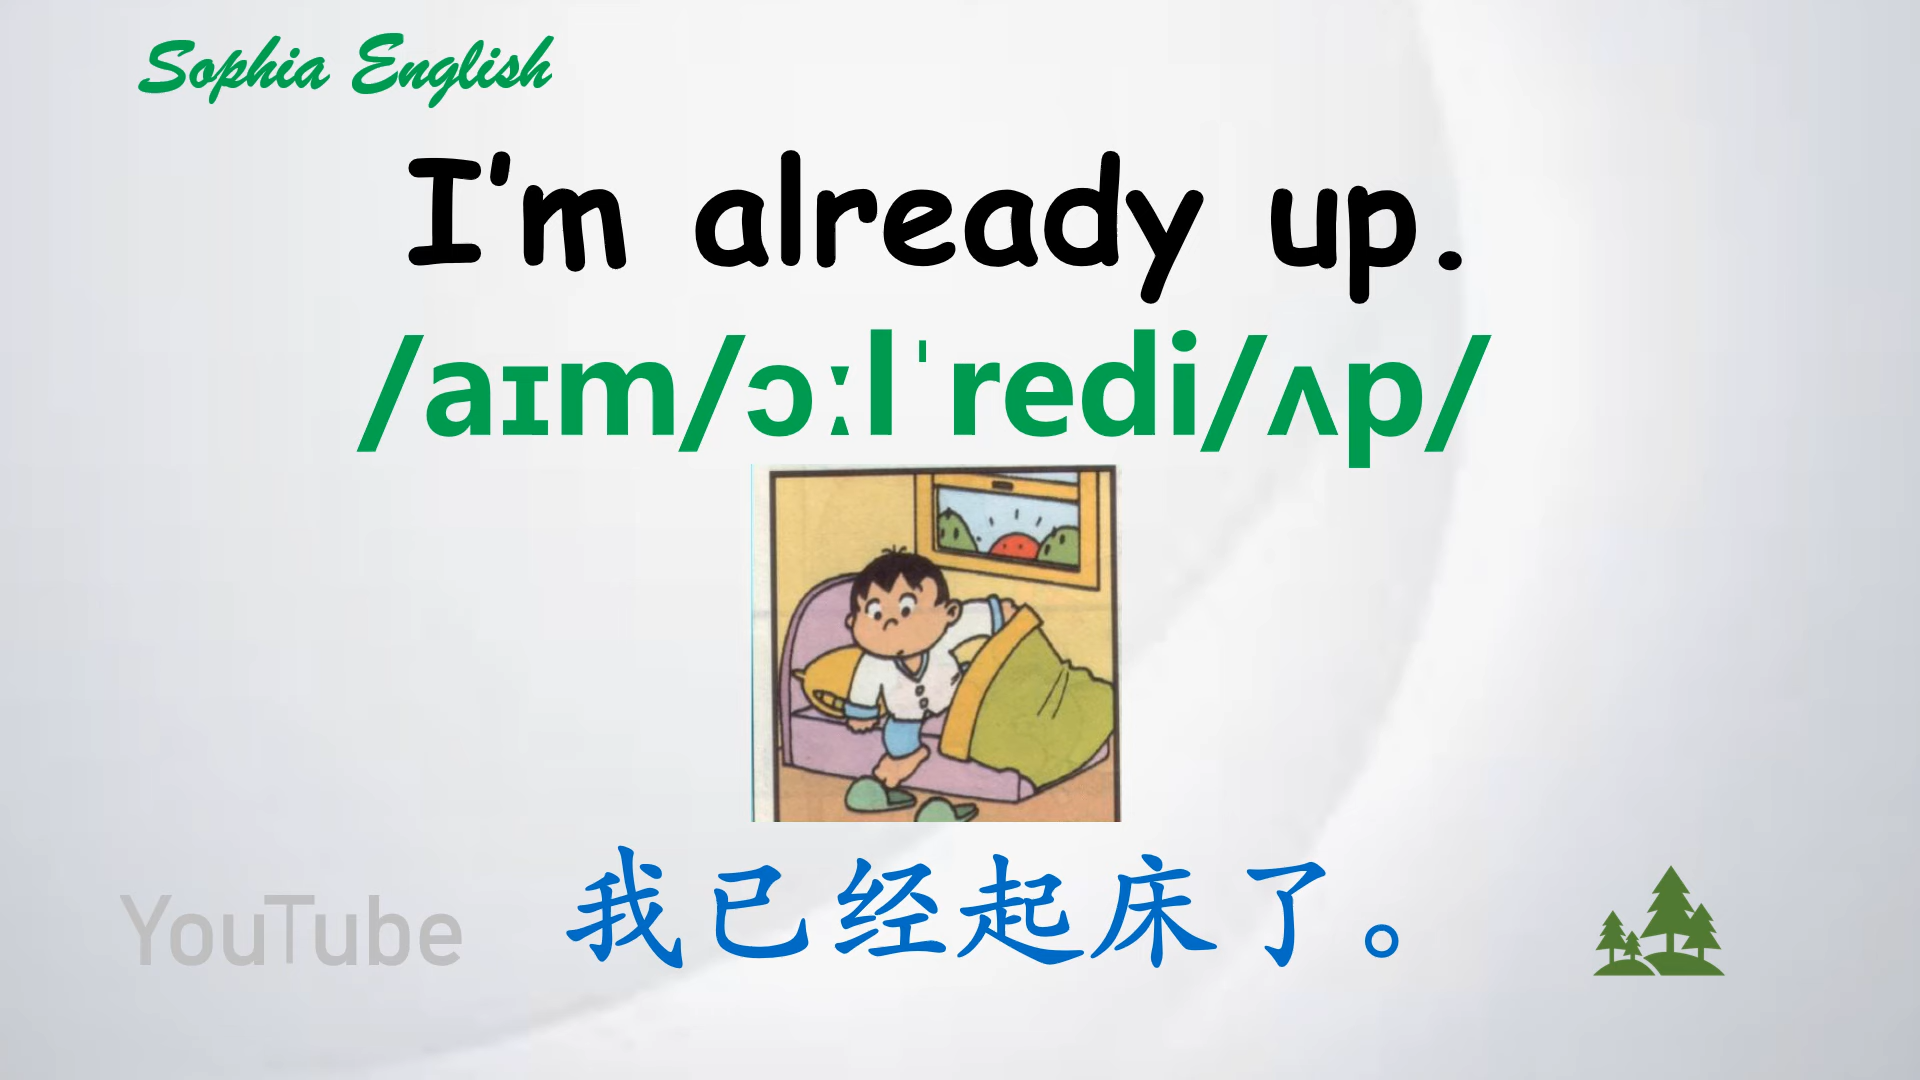 Sophia English
I'm already up.
/aɪm/ɔːlˈredi/ʌp/
我已经起床了。
YouTube